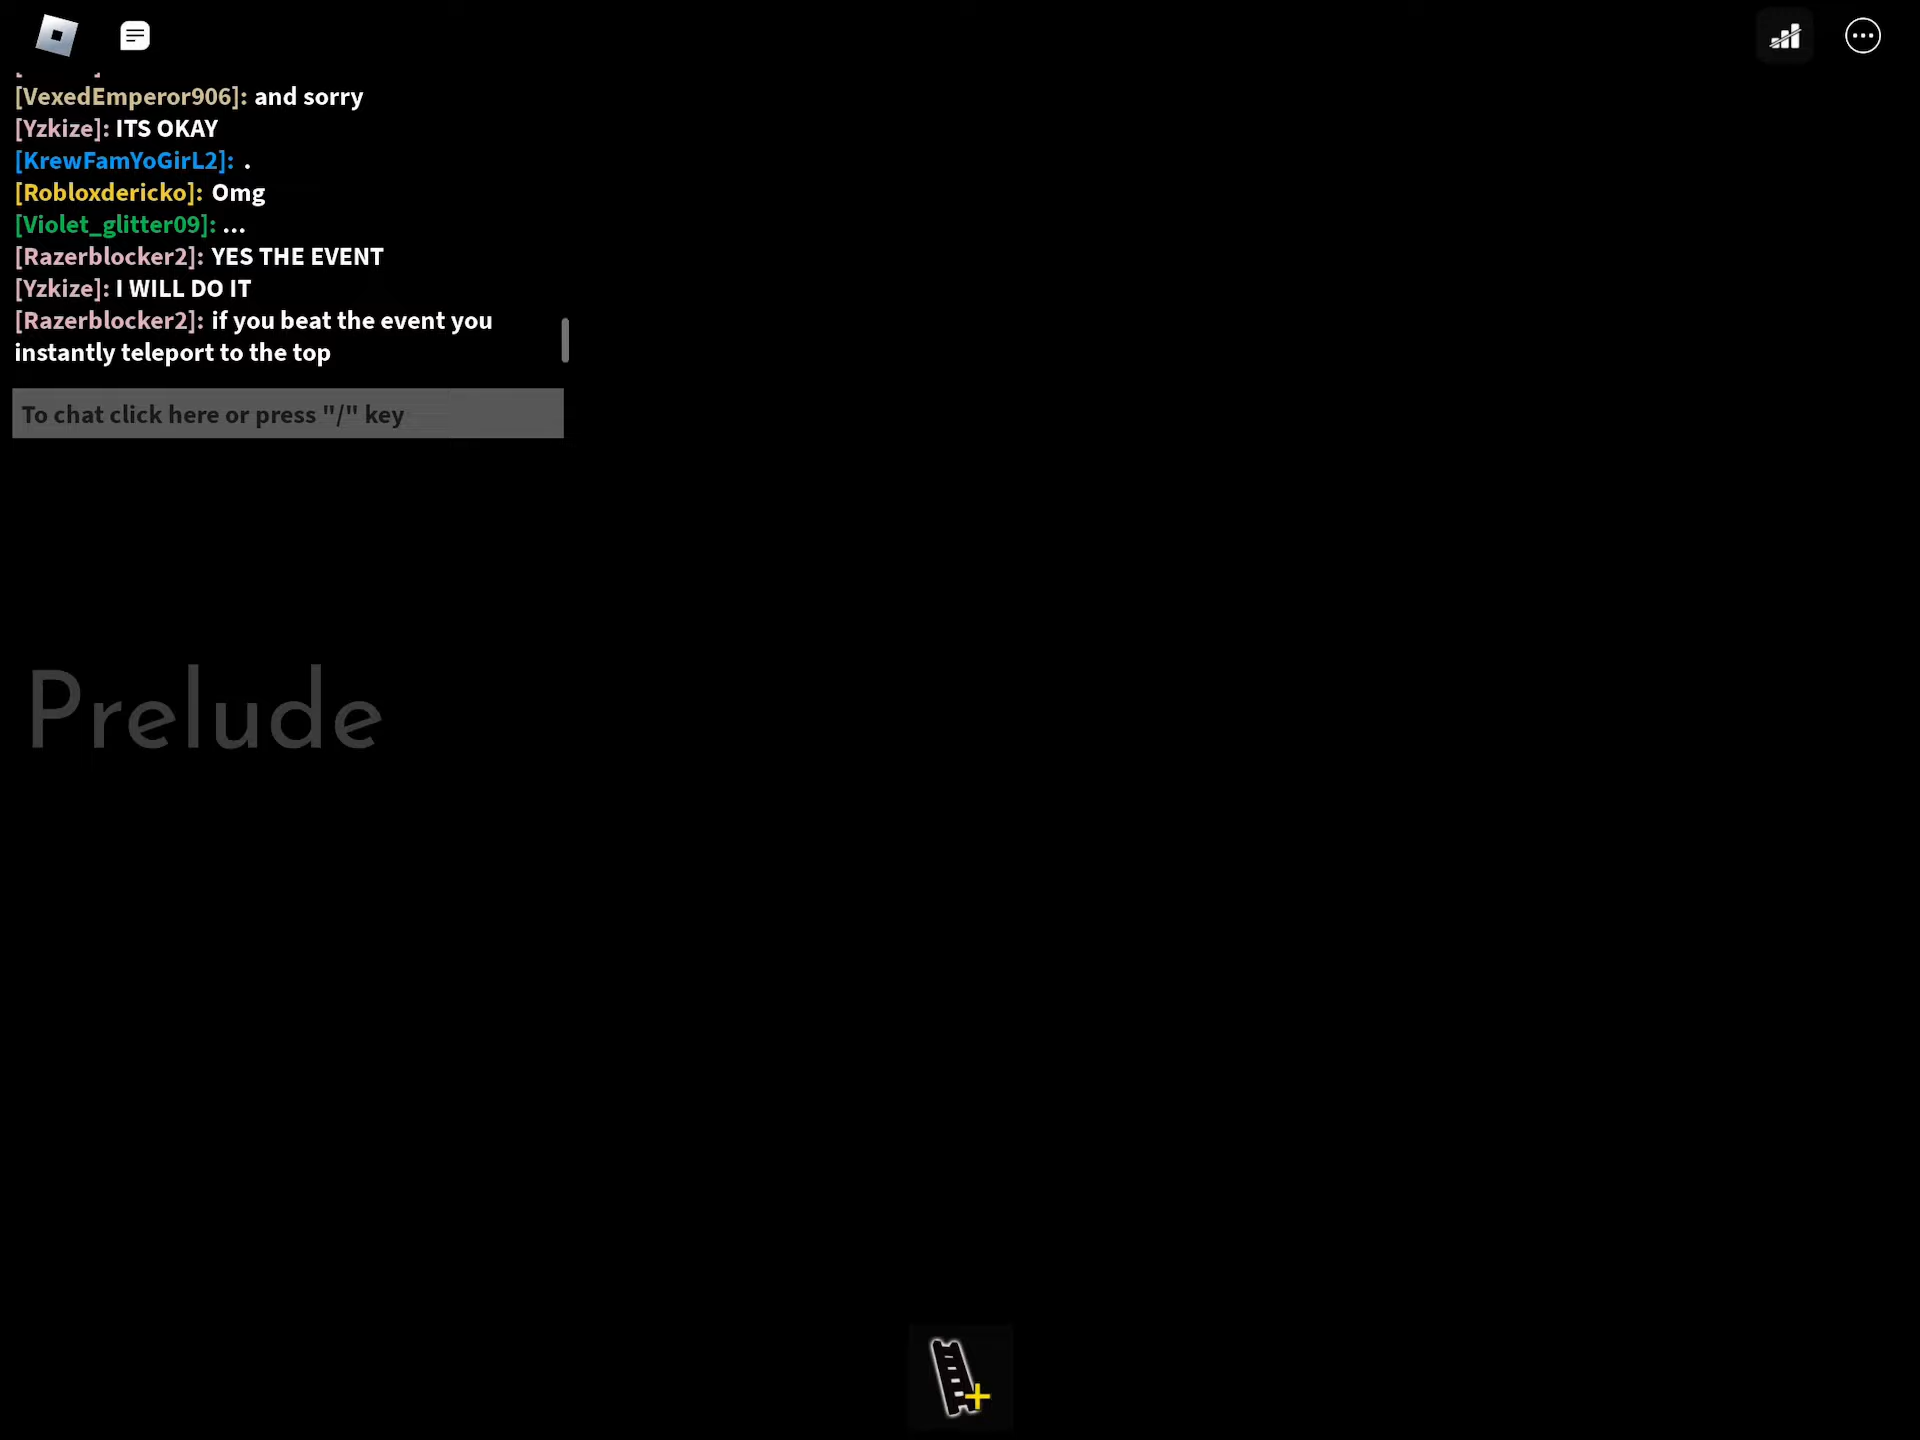 [VexedEmperor906]: and sorry
[Yzkize]: ITS OKAY
[KrewFamYoGirL2]: .
[Robloxdericko]: Omg
[Violet_glitter09]: ...
[Razerblocker2]: YES THE EVENT
[Yzkize]: I WILL DO IT
[Razerblocker2]: if you beat the event you
instantly teleport to the top
To chat click here or press "/" key
Prelude